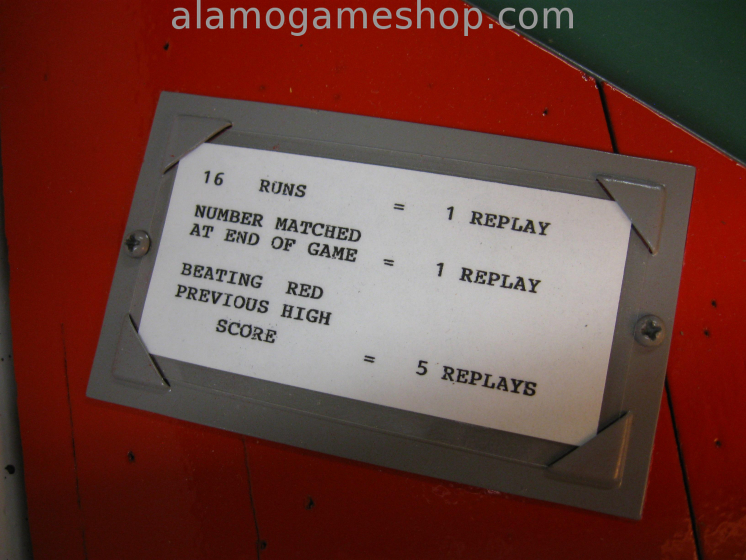 alamogameshop.com
16 RUNS = 1 REPLAY
NUMBER MATCHED
AT END OF GAME = 1 REPLAY
BEATING RED
PREVIOUS HIGH
SCORE
= 5 REPLAYS